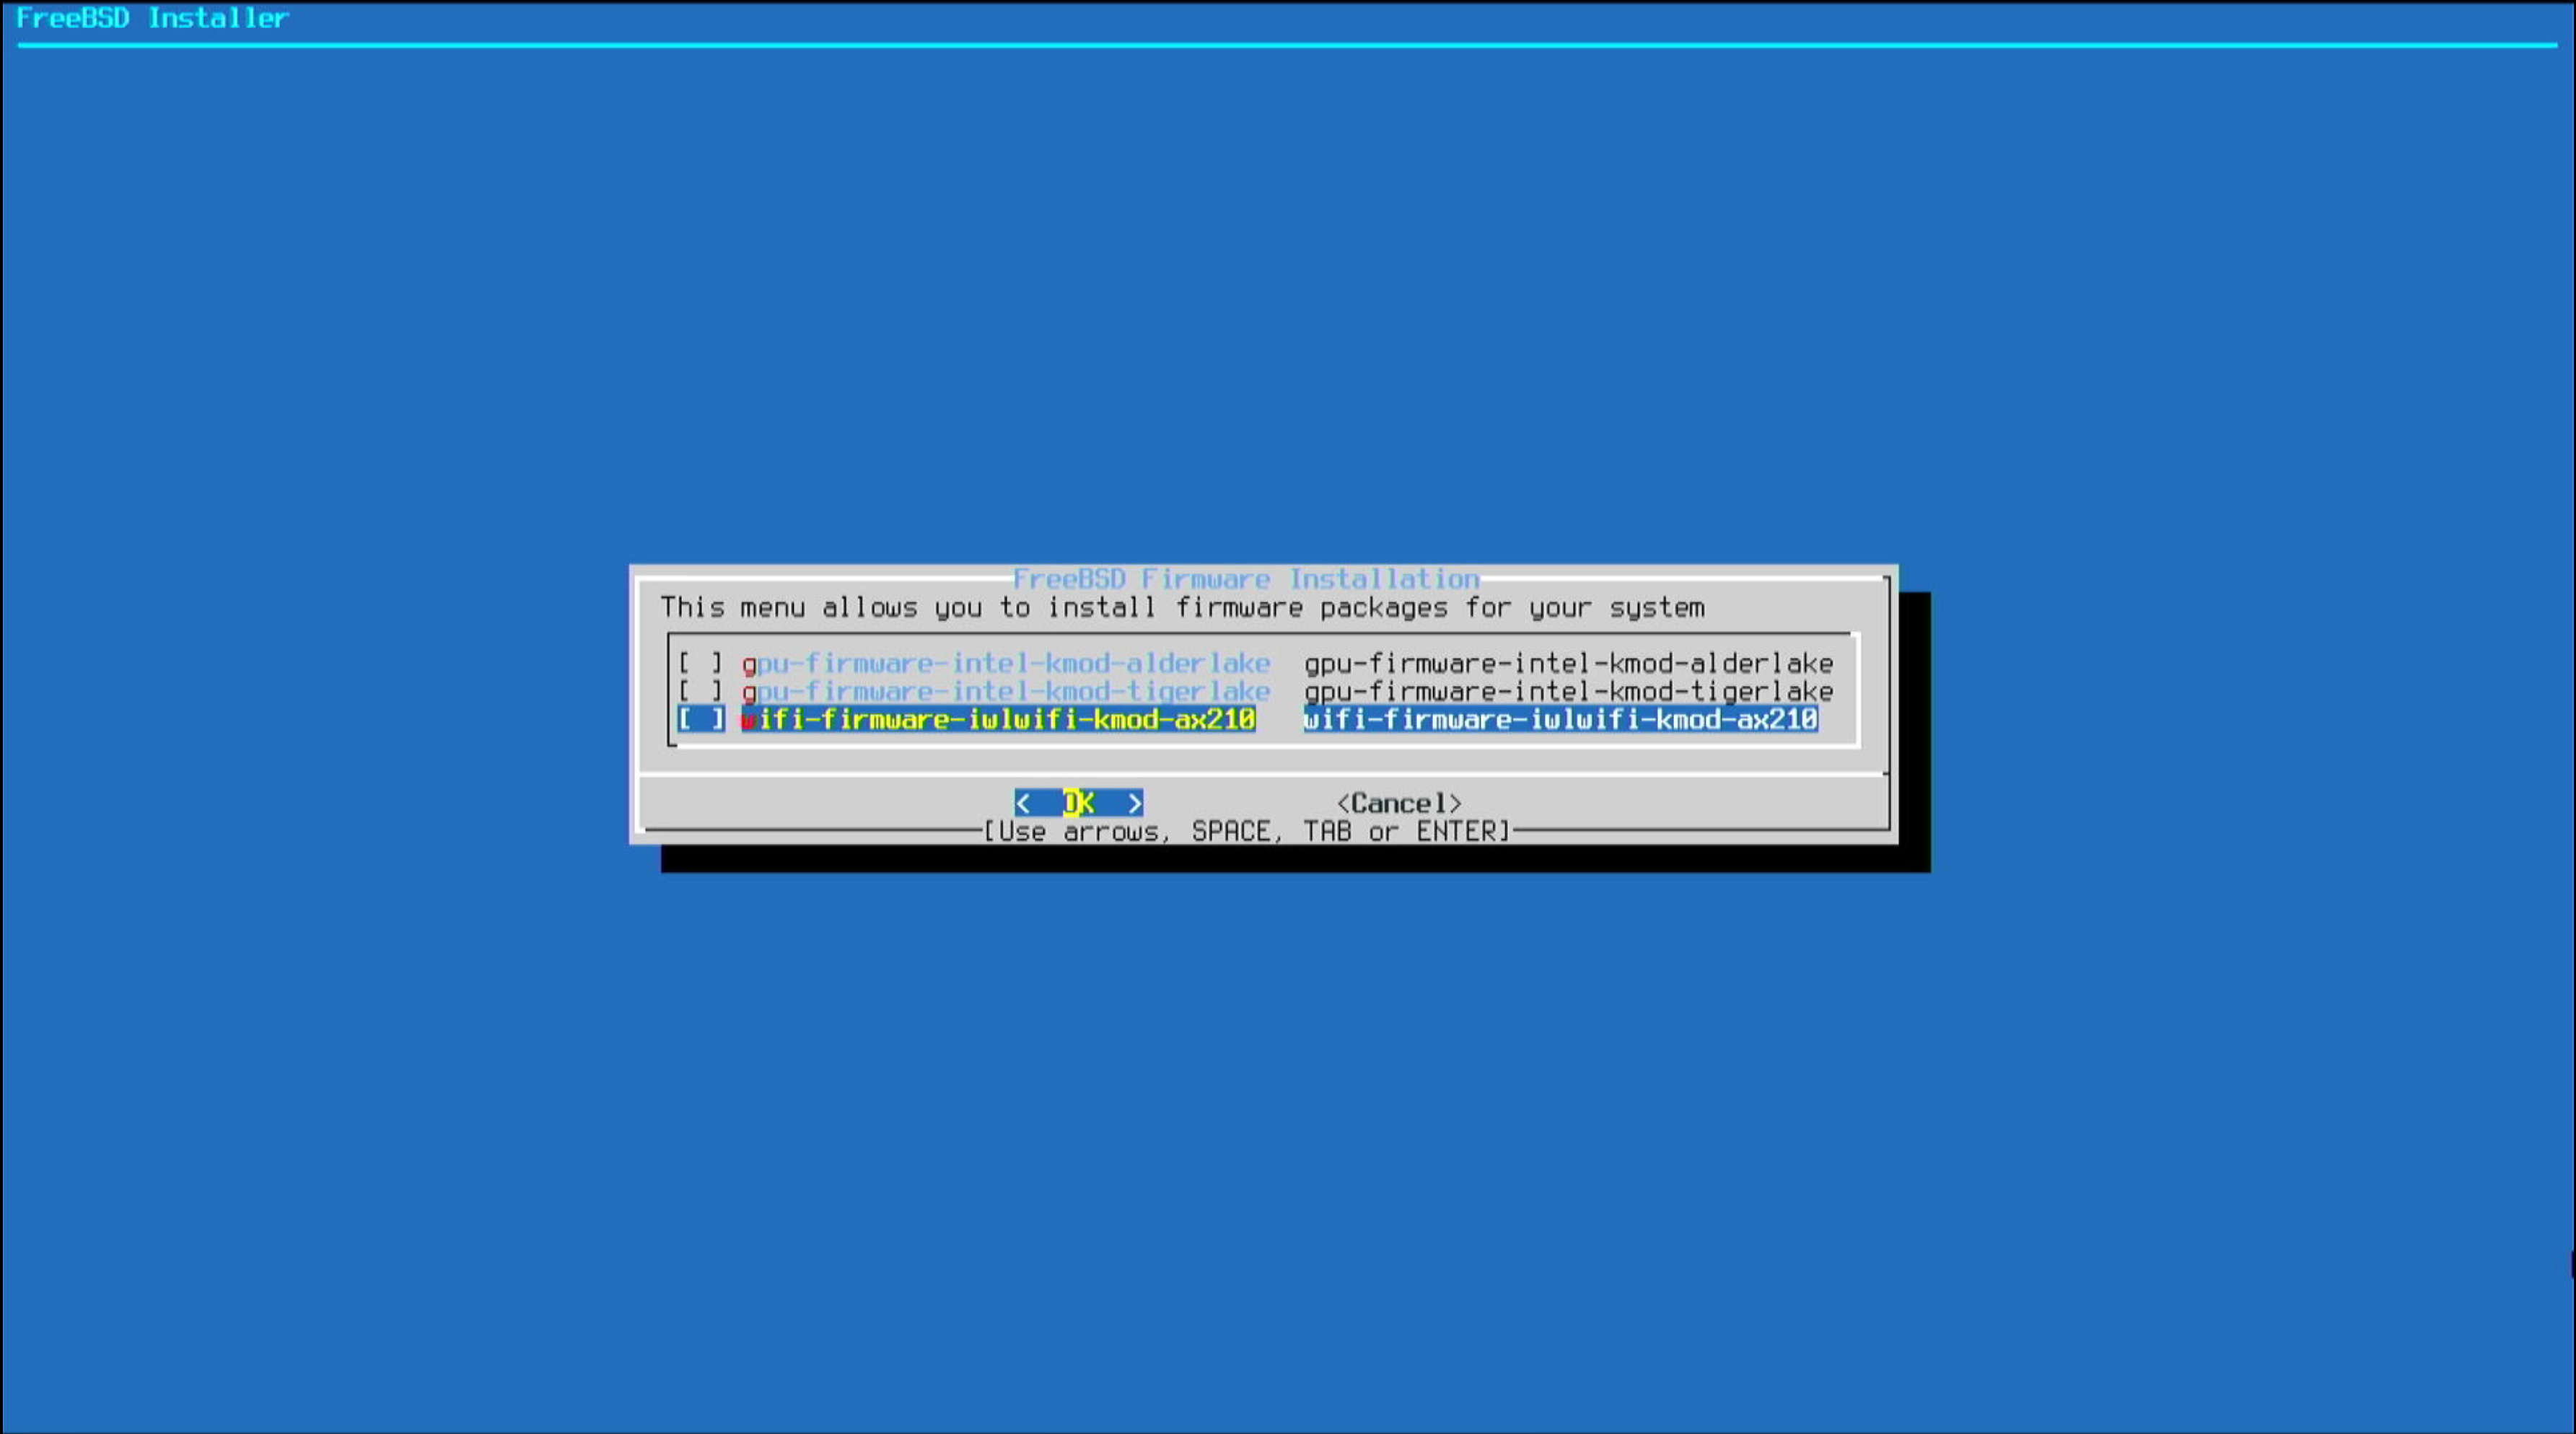 FreeBSD Installer
FreeBSD Firmware Installation
This menu allows you to install firmware packages for your system
[ ] gpu-firmware-intel-kmod-alderlake gpu-firmware-intel-kmod-alderlake
[ ] gpu-firmware-intel-kmod-tigerlake gpu-firmware-intel-kmod-tigerlake
[ ] wifi-firmware-iwlwifi-kmod-ax210 wifi-firmware-iwlwifi-kmod-ax210
< OK > <Cancel>
[Use arrows, SPACE, TAB or ENTER]